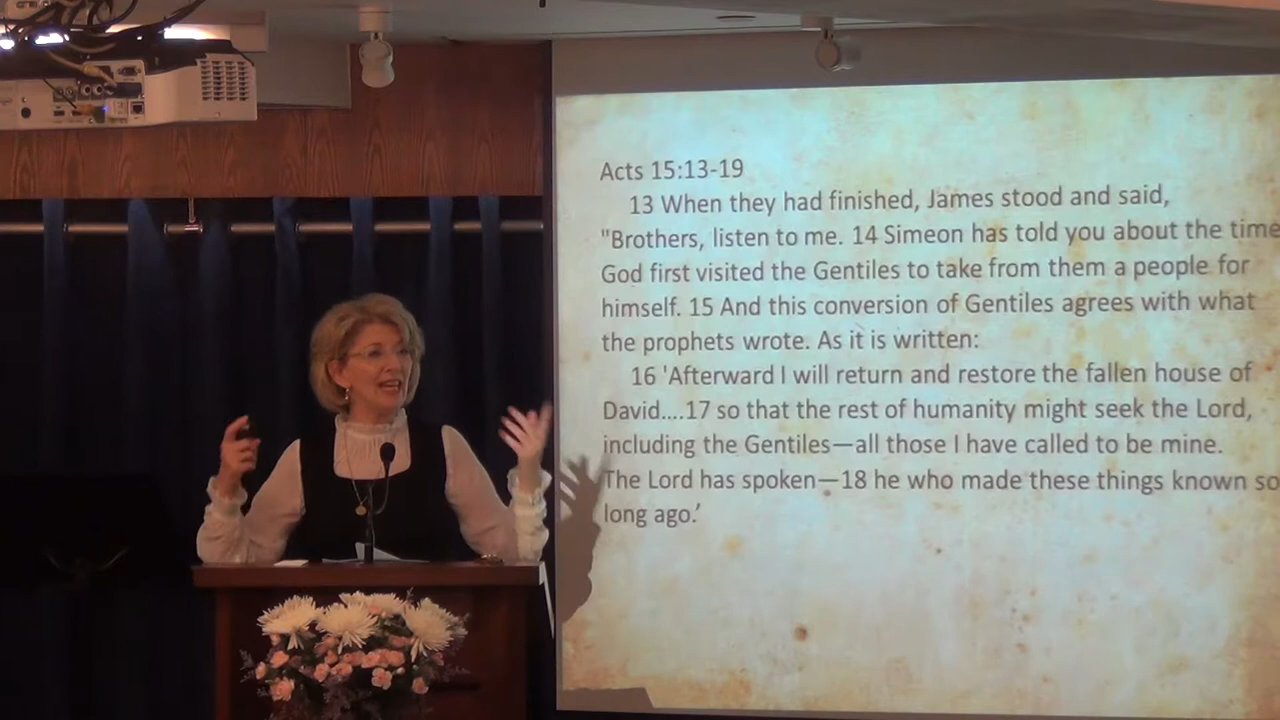 Acts 15:13-19
13 When they had finished, James stood and said,
"Brothers, listen to me. 14 Simeon has told you about the time
God first visited the Gentiles to take from them a people for
himself. 15 And this conversion of Gentiles agrees with what
the prophets wrote. As it is written:
16 'Afterward I will return and restore the fallen house of
David....17 so that the rest of humanity might seek the Lord,
including the Gentiles—all those I have called to be mine.
The Lord has spoken—18 he who made these things known so
long ago.'